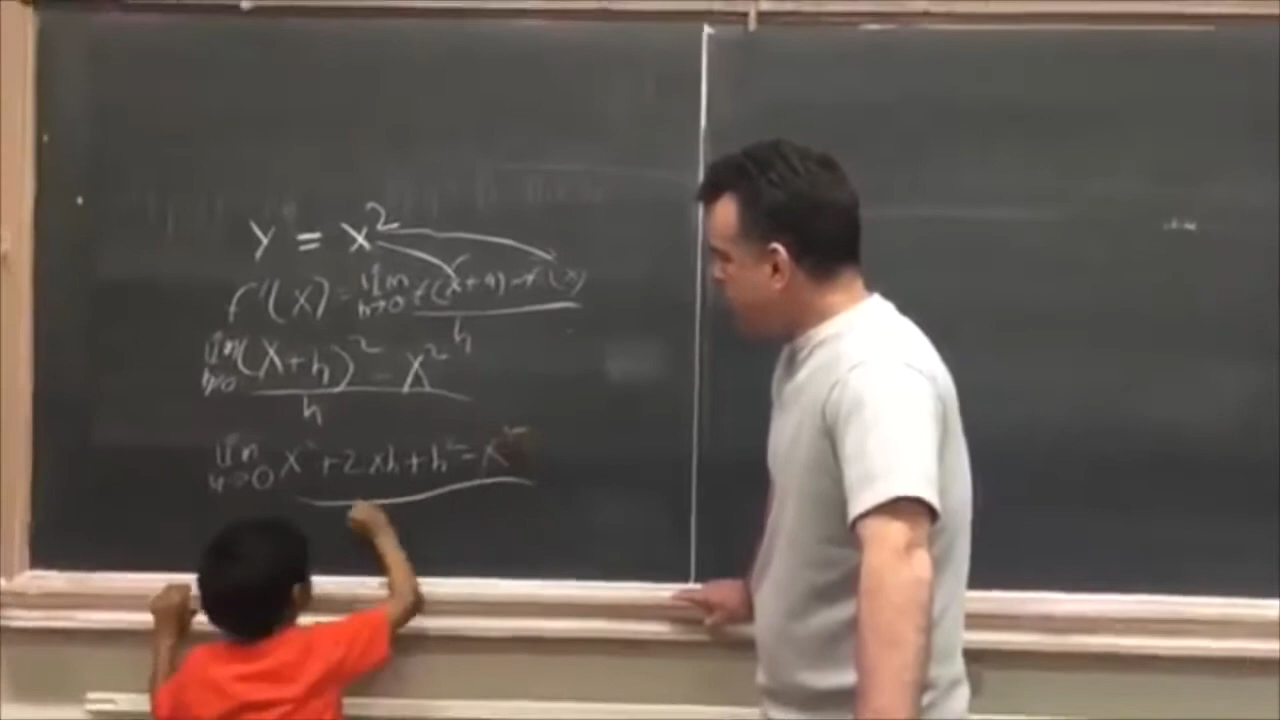 y = x²
f'(x) = lim h→0 f(x+h) - f(x) / h
lim h→0 (x+h)² - x² / h
lim h→0 x² + 2xh + h² - x²